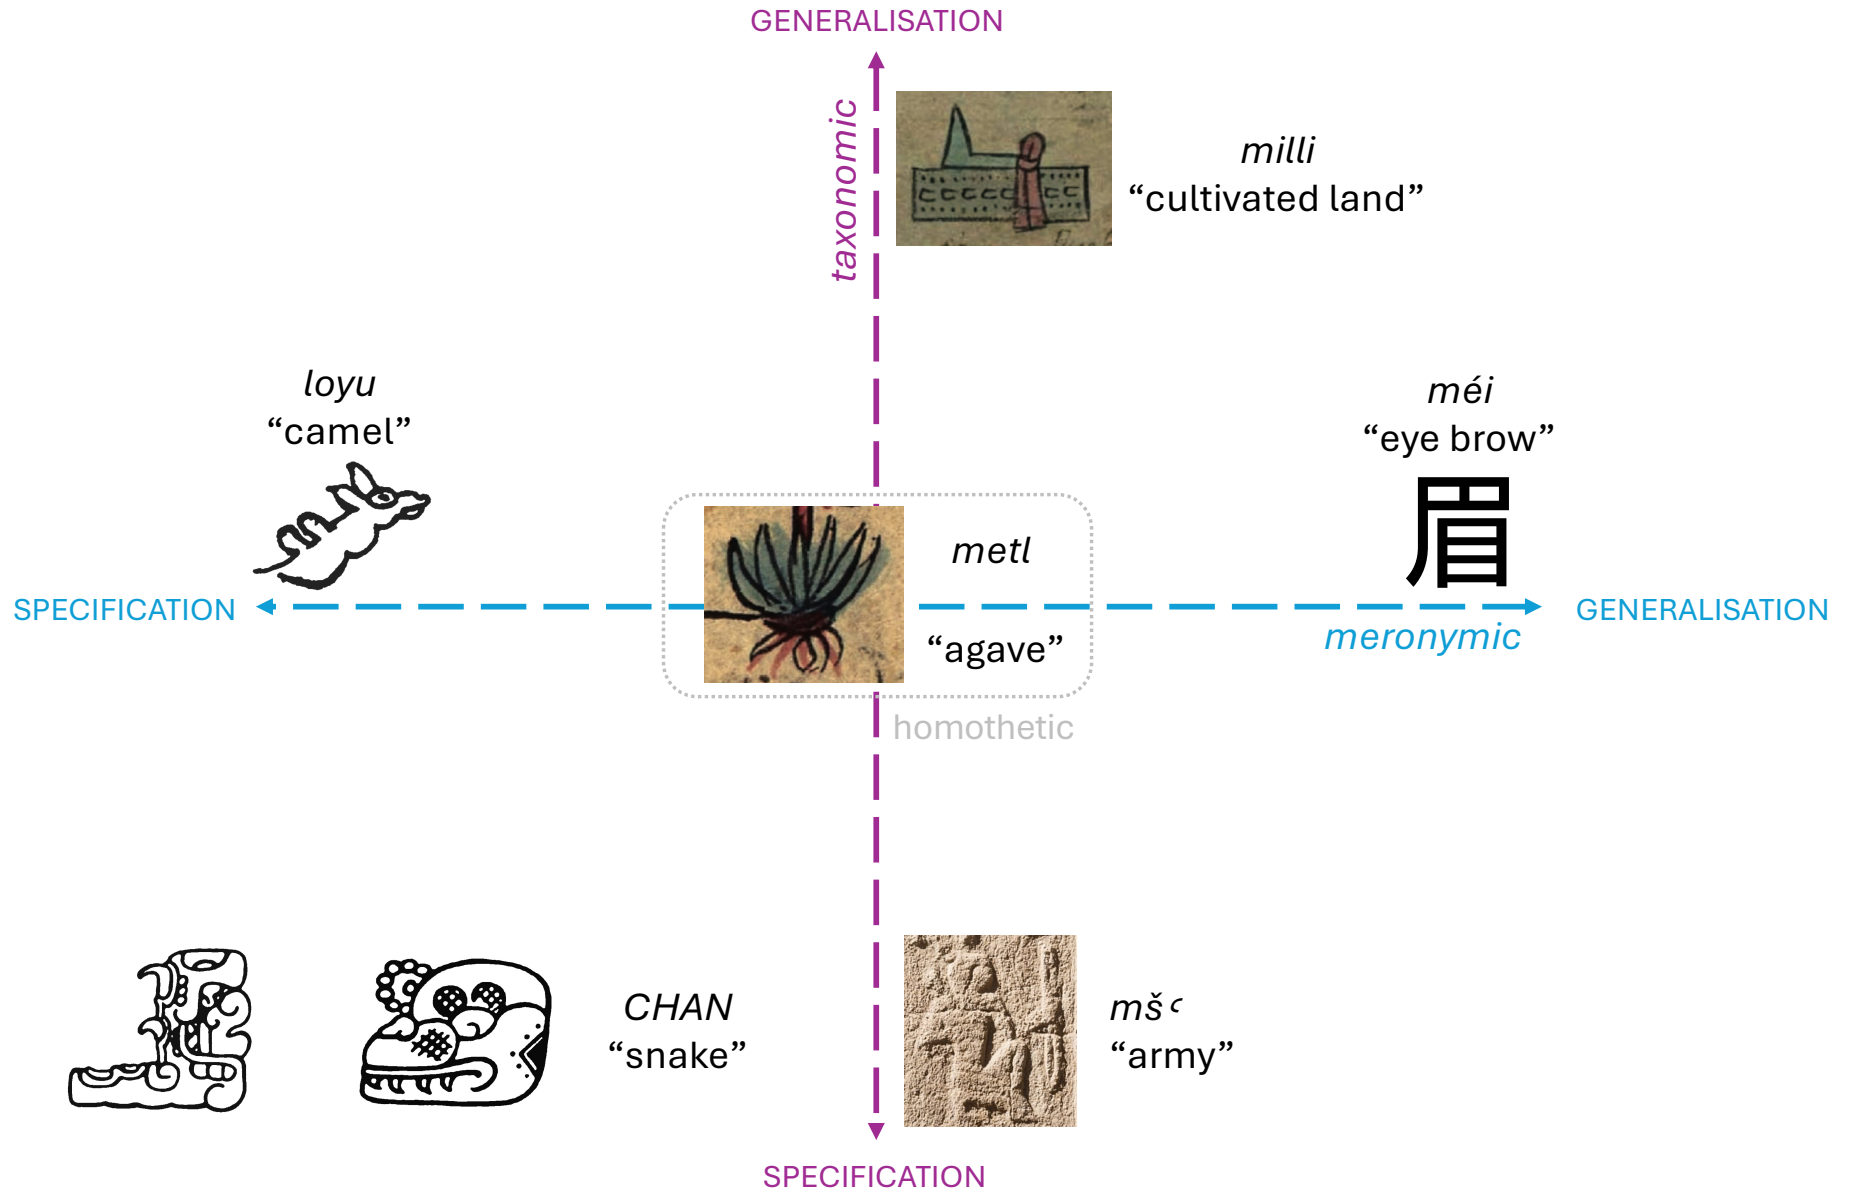 GENERALISATION
taxonomic
milli
“cultivated land”
loyu
“camel”
méi
“eye brow”
眉
metl
“agave”
SPECIFICATION
GENERALISATION
meronymic
homothetic
CHAN
“snake”
mšꜥ
“army”
SPECIFICATION